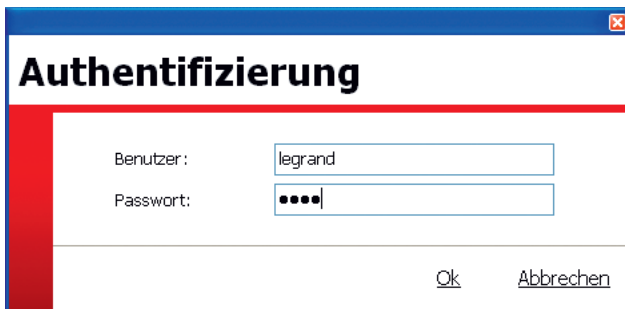 Authentifizierung
Benutzer: legrand
Passwort: ●●●●
Ok Abbrechen